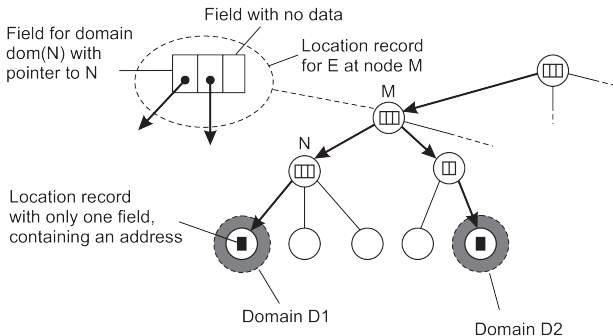 Field with no data
Field for domain
dom(N) with
pointer to N
Location record
for E at node M
M
N
Location record
with only one field,
containing an address
Domain D1
Domain D2